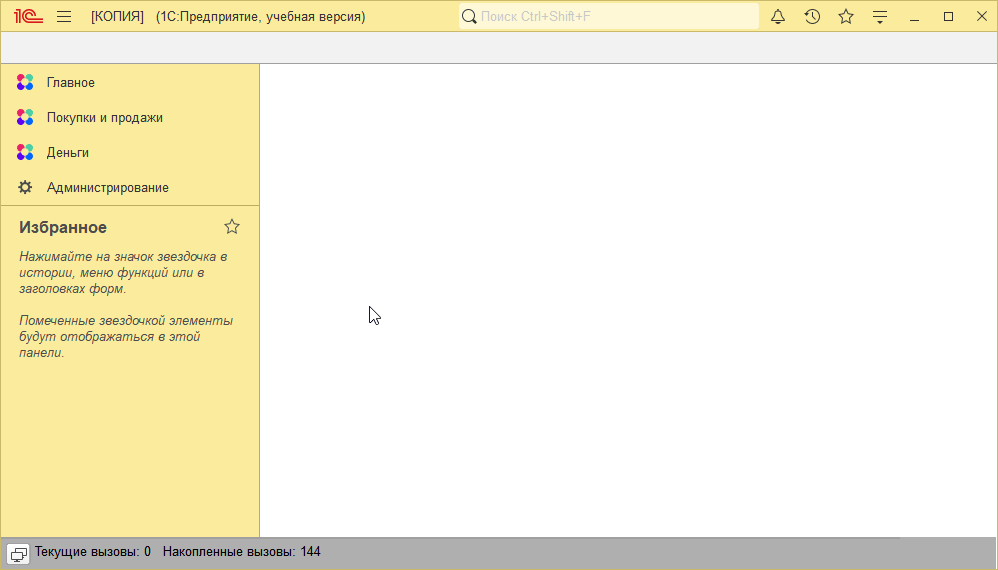 1С [КОПИЯ] (1С:Предприятие, учебная версия) Поиск Ctrl+Shift+F
Главное
Покупки и продажи
Деньги
Администрирование
Избранное
Нажимайте на значок звездочка в
истории, меню функций или в
заголовках форм.
Помеченные звездочкой элементы
будут отображаться в этой
панели.
Текущие вызовы: 0 Накопленные вызовы: 144